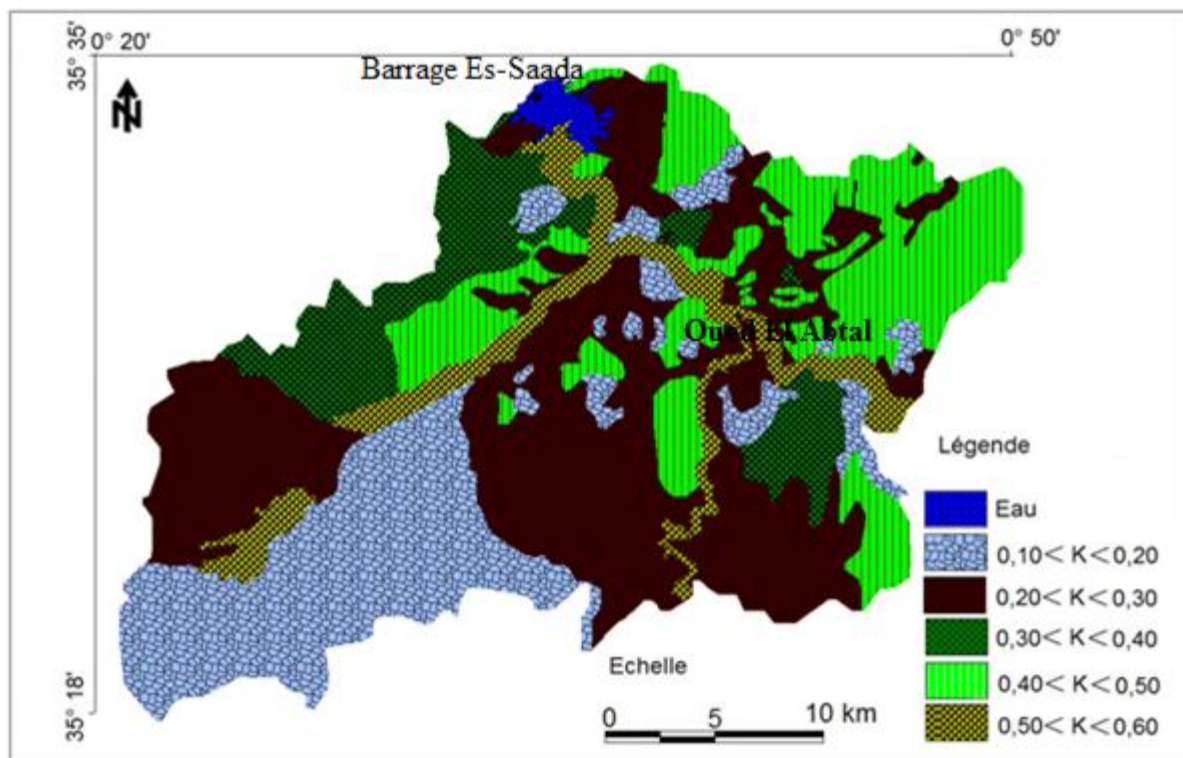 35° 35'
0° 20'
0° 50'
Barrage Es-Saada
N
Oued El Abtal
Légende
Eau
0,10< K<0,20
0,20< K<0,30
0,30< K<0,40
0,40< K<0,50
0,50< K<0,60
35° 18'
Echelle
0 5 10 km